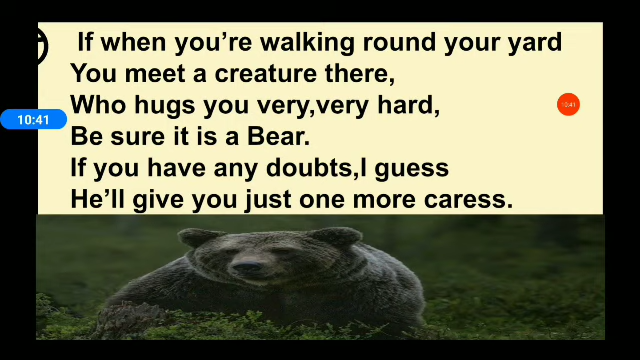 If when you’re walking round your yard
You meet a creature there,
Who hugs you very,very hard,
10:41
10:41
Be sure it is a Bear.
If you have any doubts,I guess
He’ll give you just one more caress.